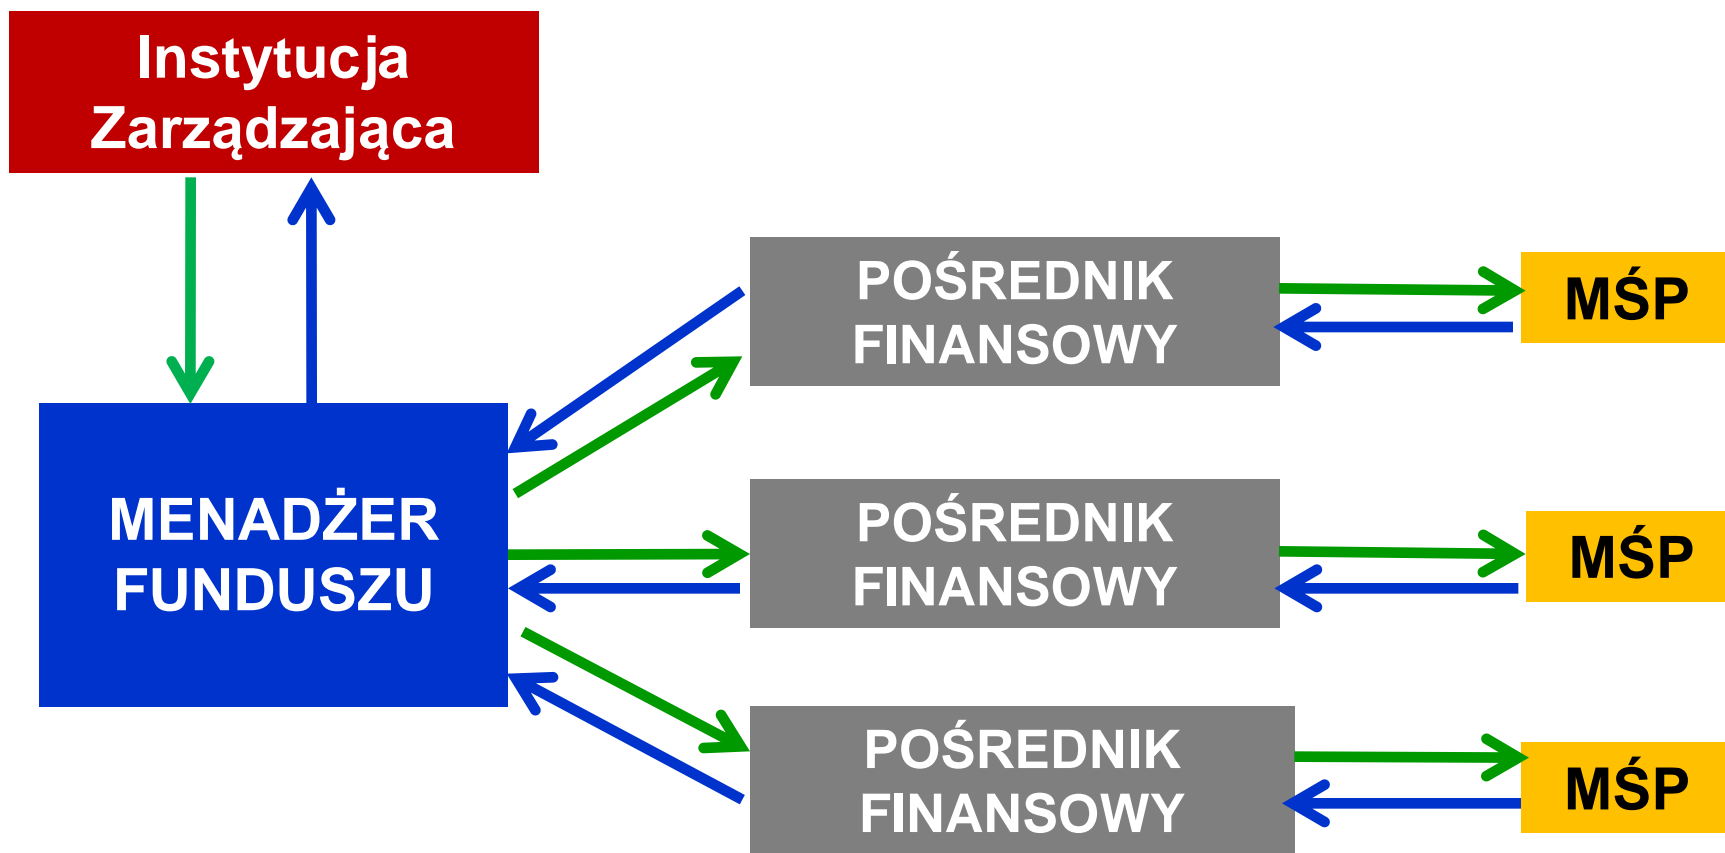 Instytucja
Zarządzająca
POŚREDNIK
FINANSOWY
MŚP
MENADŻER
FUNDUSZU
POŚREDNIK
FINANSOWY
MŚP
POŚREDNIK
FINANSOWY
MŚP